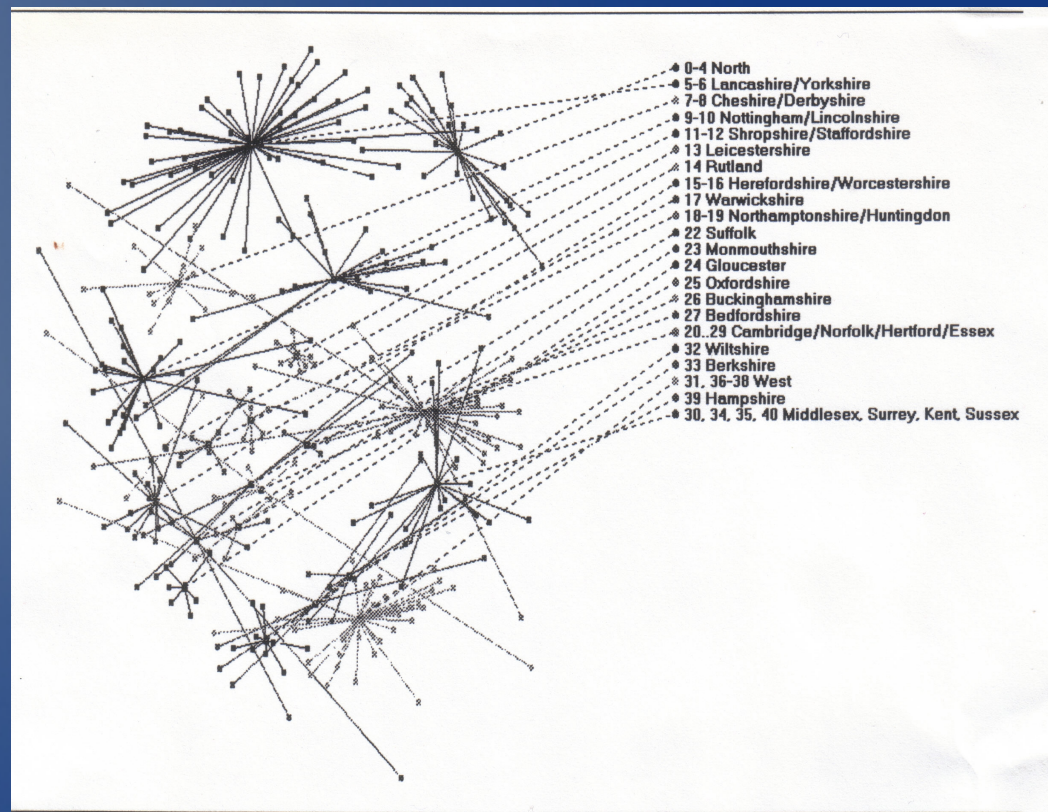 0-4 North
5-6 Lancashire/Yorkshire
7-8 Cheshire/Derbyshire
9-10 Nottingham/Lincolnshire
11-12 Shropshire/Staffordshire
13 Leicestershire
14 Rutland
15-16 Herefordshire/Worcestershire
17 Warwickshire
18-19 Northamptonshire/Huntingdon
22 Suffolk
23 Monmouthshire
24 Gloucester
25 Oxfordshire
26 Buckinghamshire
27 Bedfordshire
20..29 Cambridge/Norfolk/Hertford/Essex
32 Wiltshire
33 Berkshire
31, 36-38 West
39 Hampshire
30, 34, 35, 40 Middlesex, Surrey, Kent, Sussex